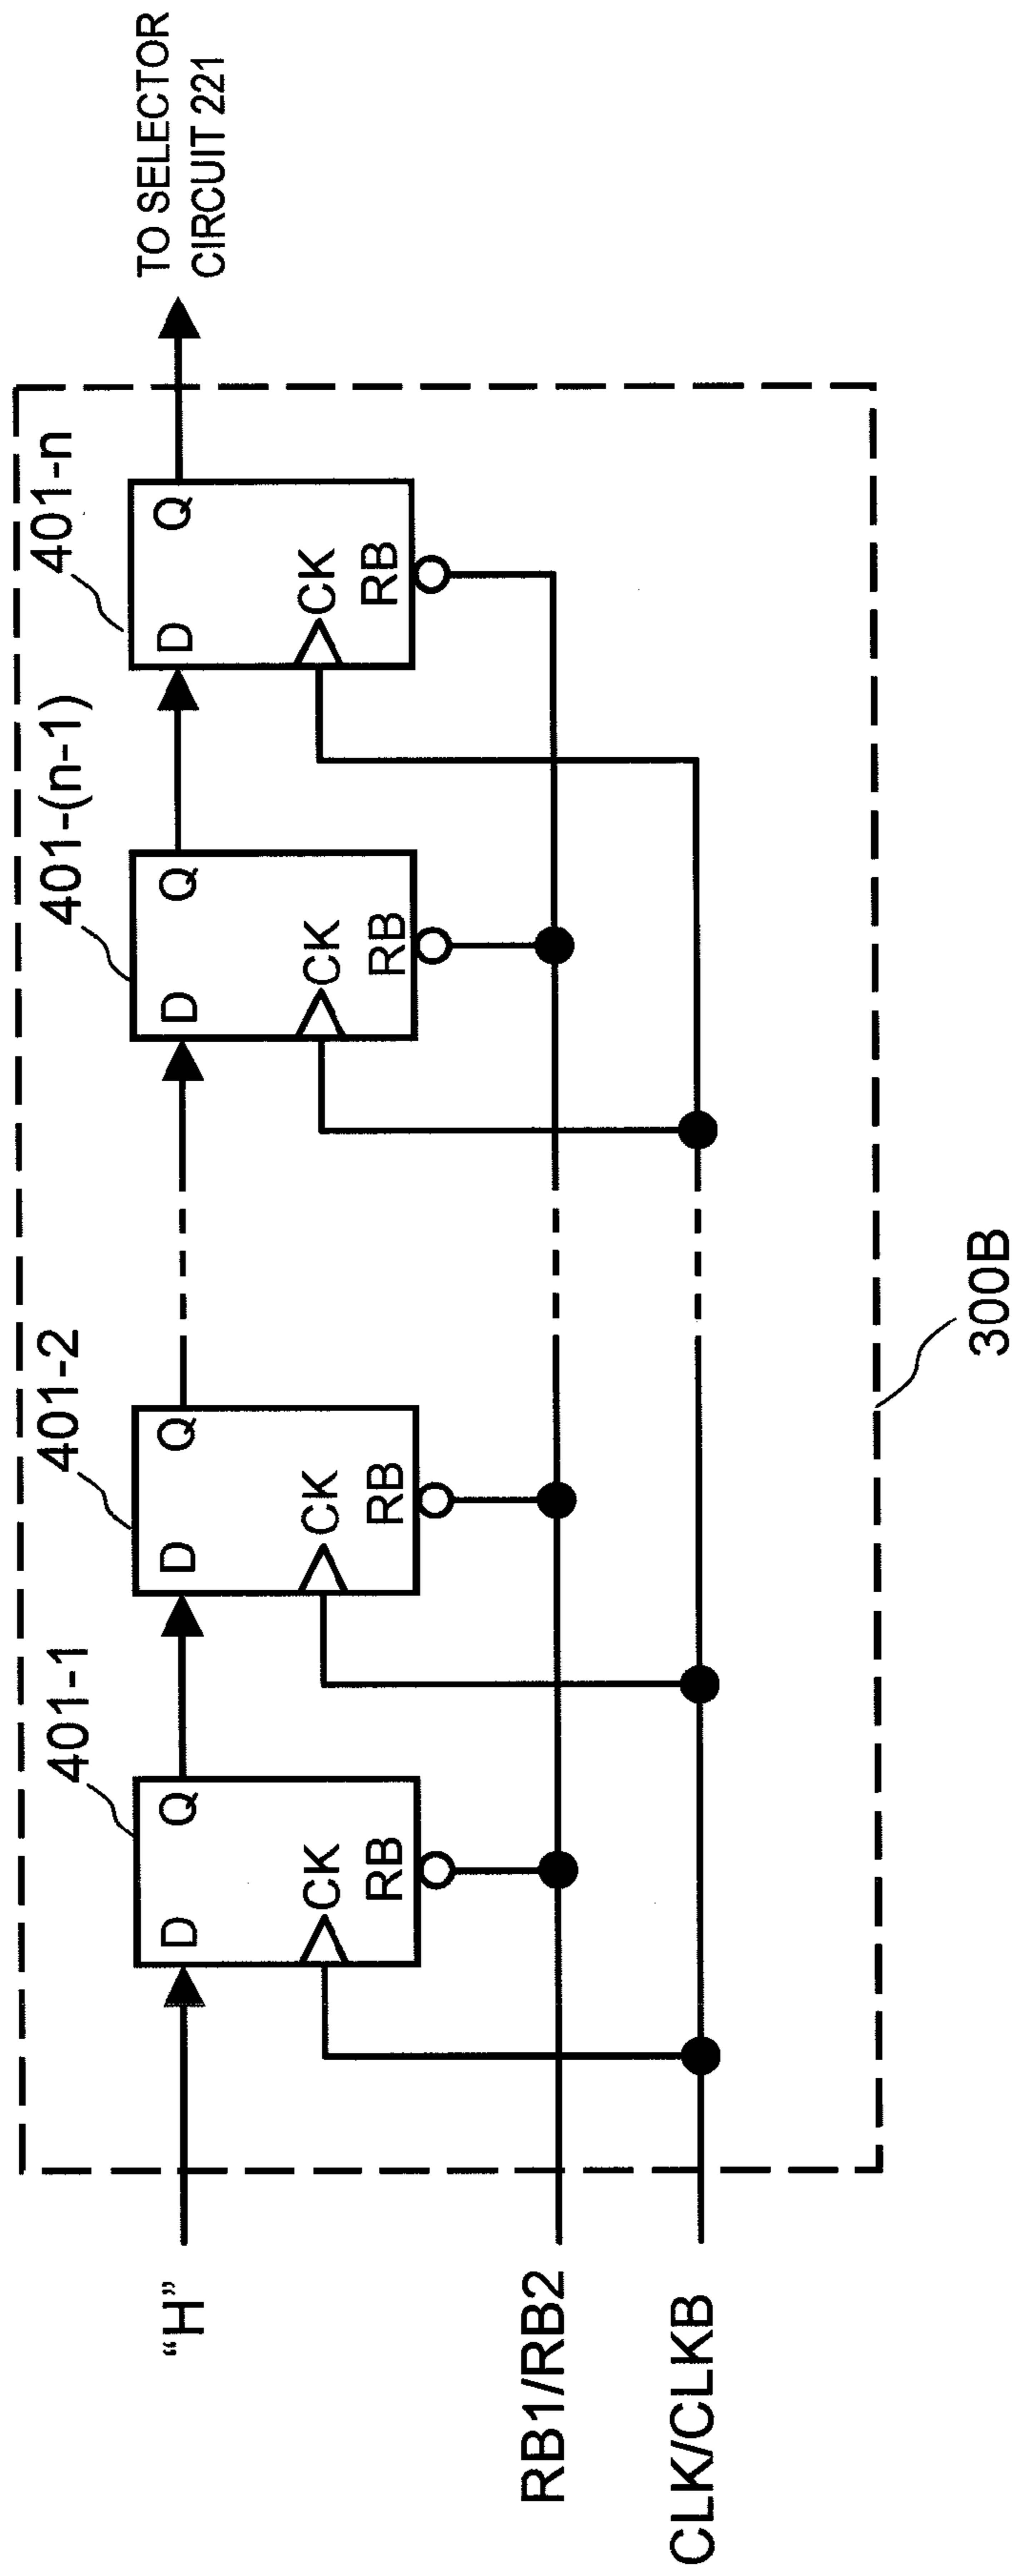 401-1
401-2
401-(n-1)
401-n
"H"
D
Q
D
Q
D
Q
D
Q
TO SELECTOR
CIRCUIT 221
CK
CK
CK
CK
RB
RB
RB
RB
RB1/RB2
CLK/CLKB
300B